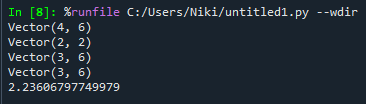 In [8]: %runfile C:/Users/Niki/untitled1.py --wdir
Vector(4, 6)
Vector(2, 2)
Vector(3, 6)
Vector(3, 6)
2.23606797749979